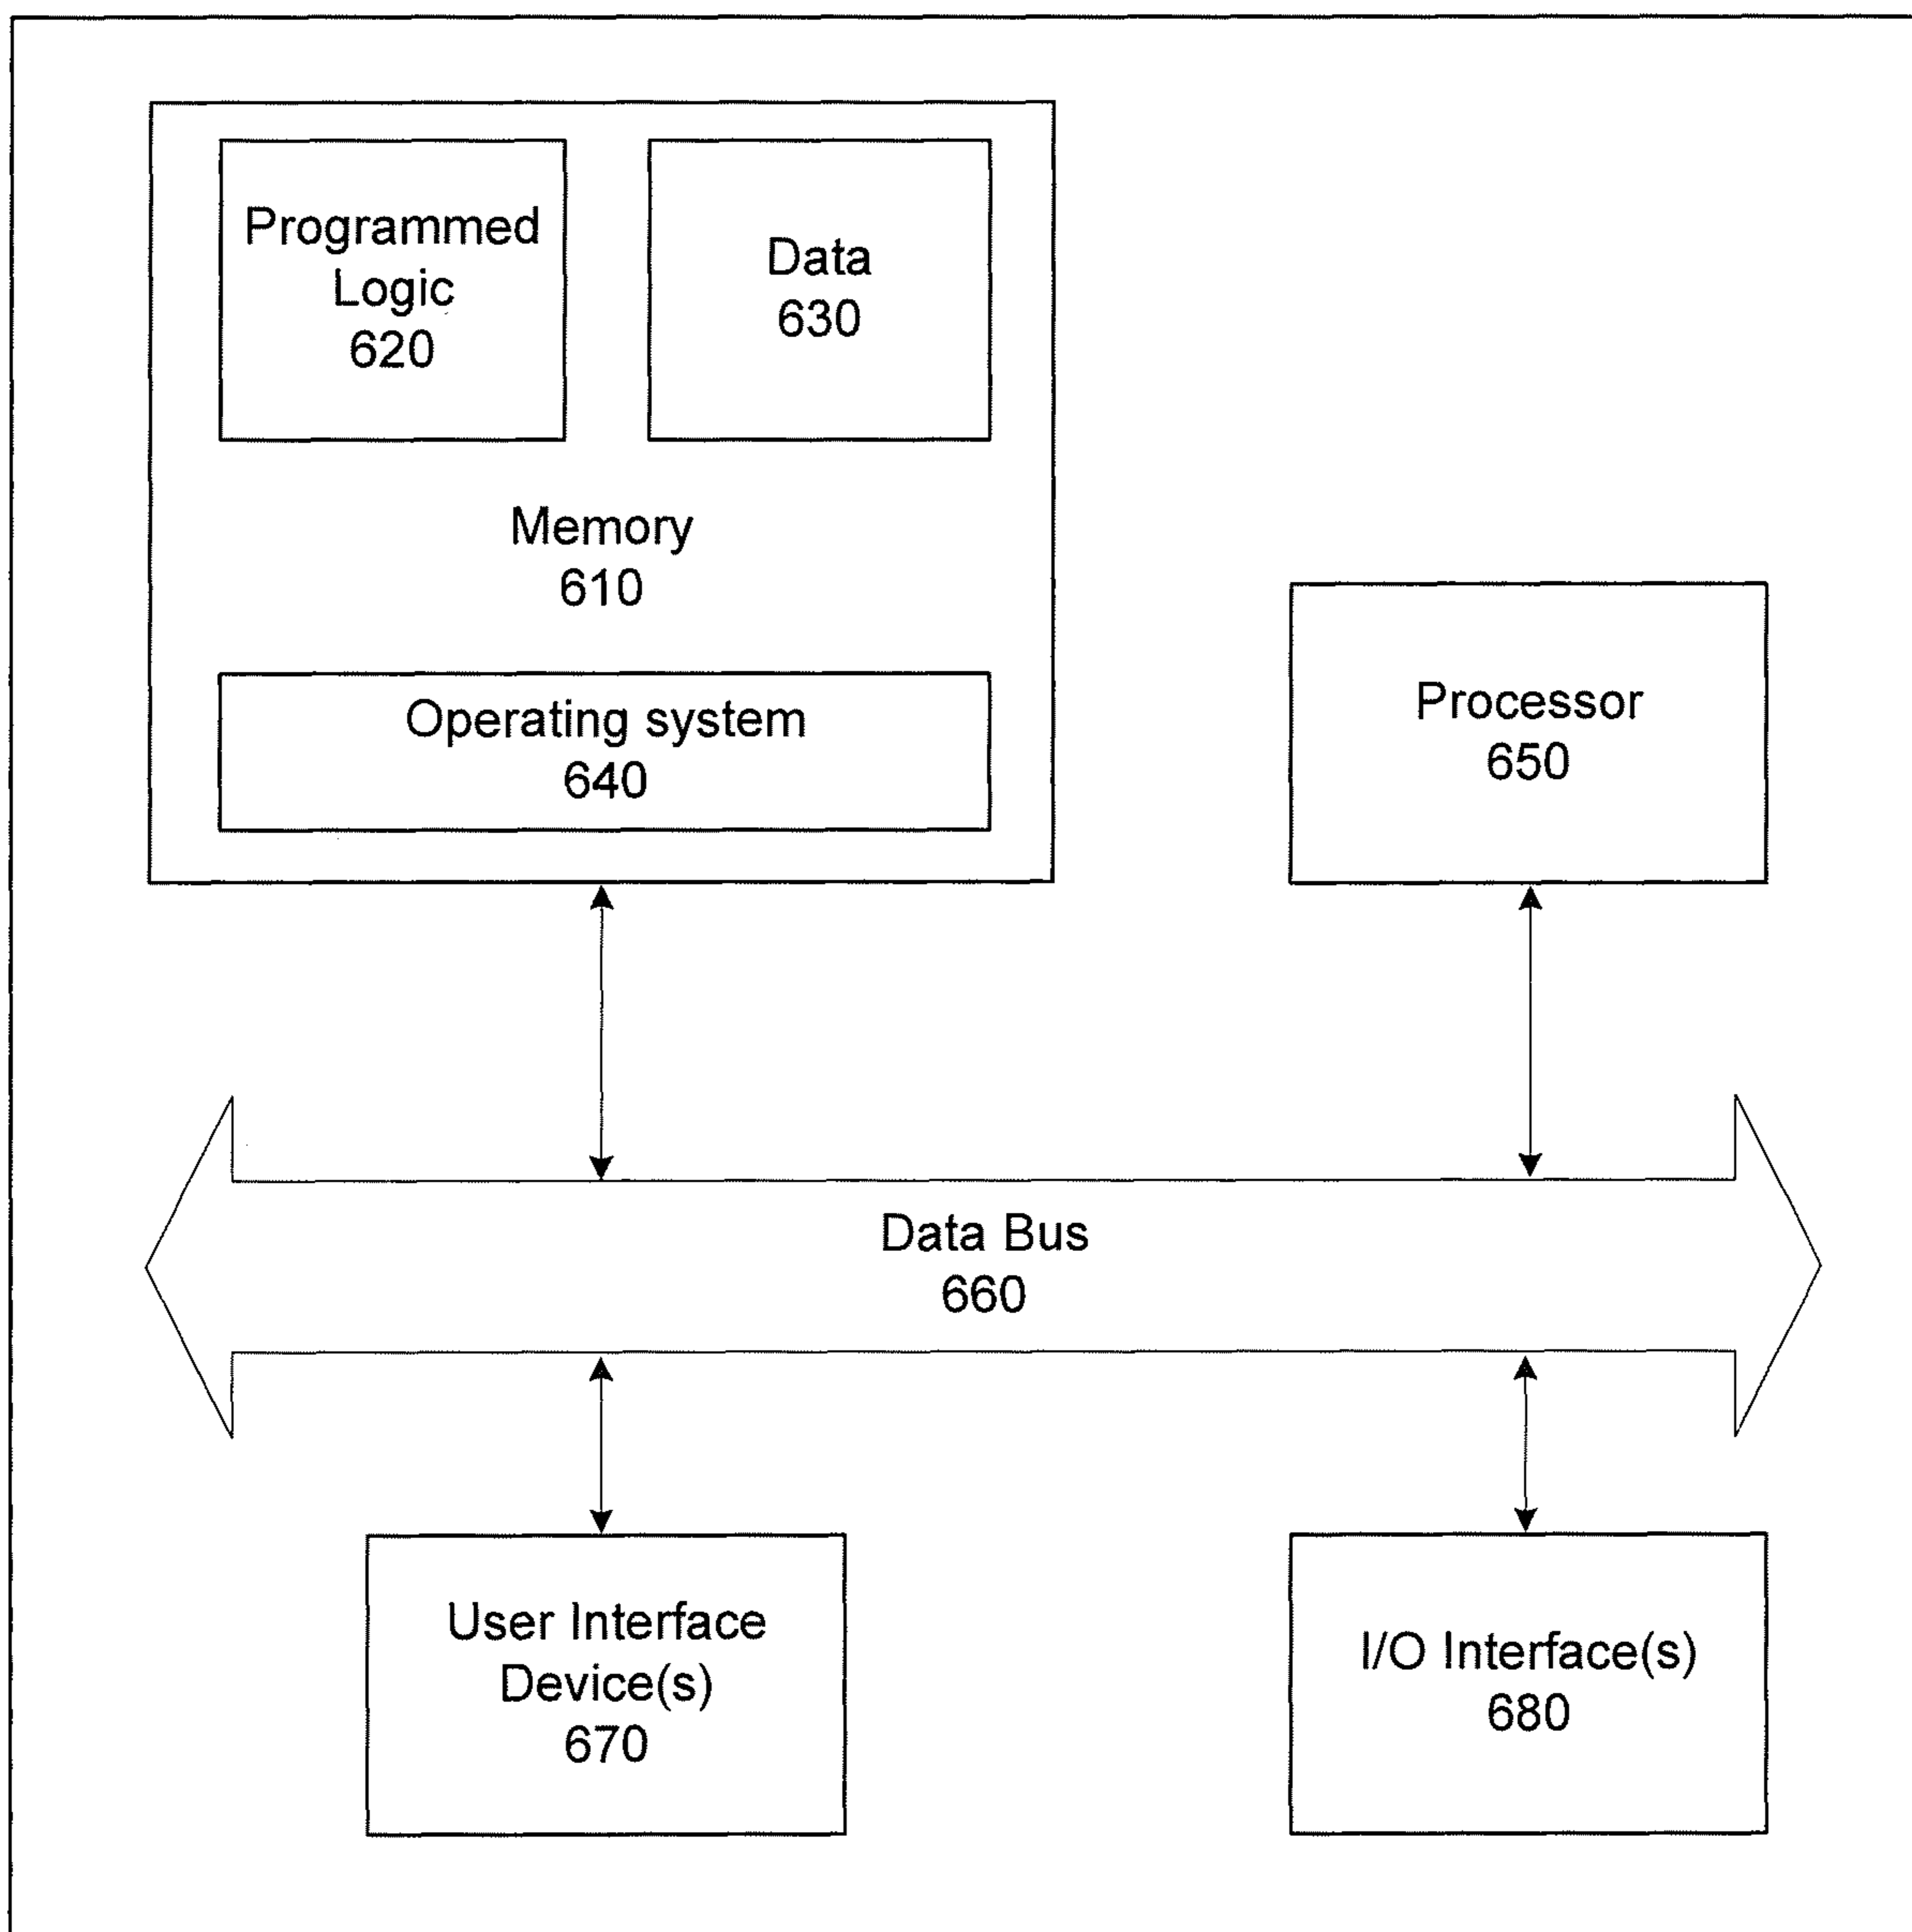 Programmed
Logic
620
Data
630
Memory
610
Operating system
640
Processor
650
Data Bus
660
User Interface
Device(s)
670
I/O Interface(s)
680